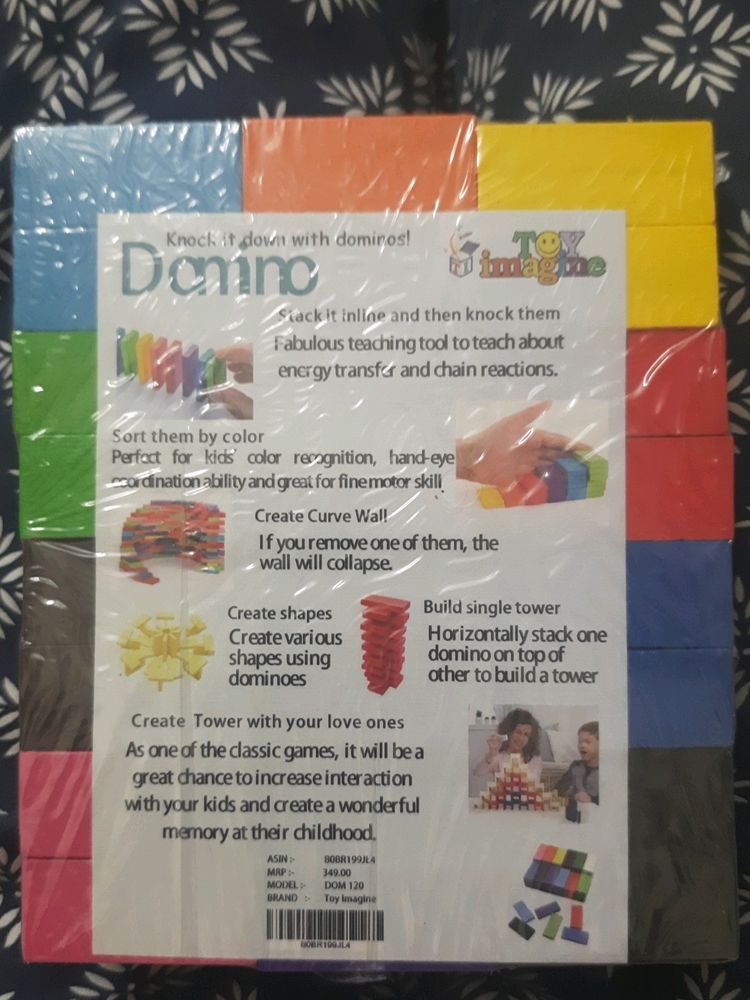 Knock it down with dominos!
Domino
TOY
imagine
Stack it inline and then knock them
Fabulous teaching tool to teach about
energy transfer and chain reactions.
Sort them by color
Perfect for kids' color recognition, hand-eye
coordination ability and great for fine motor skill.
Create Curve Wall
If you remove one of them, the
wall will collapse.
Create shapes
Create various
shapes using
dominoes
Build single tower
Horizontally stack one
domino on top of
other to build a tower
Create Tower with your love ones
As one of the classic games, it will be a
great chance to increase interaction
with your kids and create a wonderful
memory at their childhood.
ASIN :- B0BR199JL4
MRP :- 349.00
MODEL :- DOM 120
BRAND :- Toy Imagine
B0BR199JL4